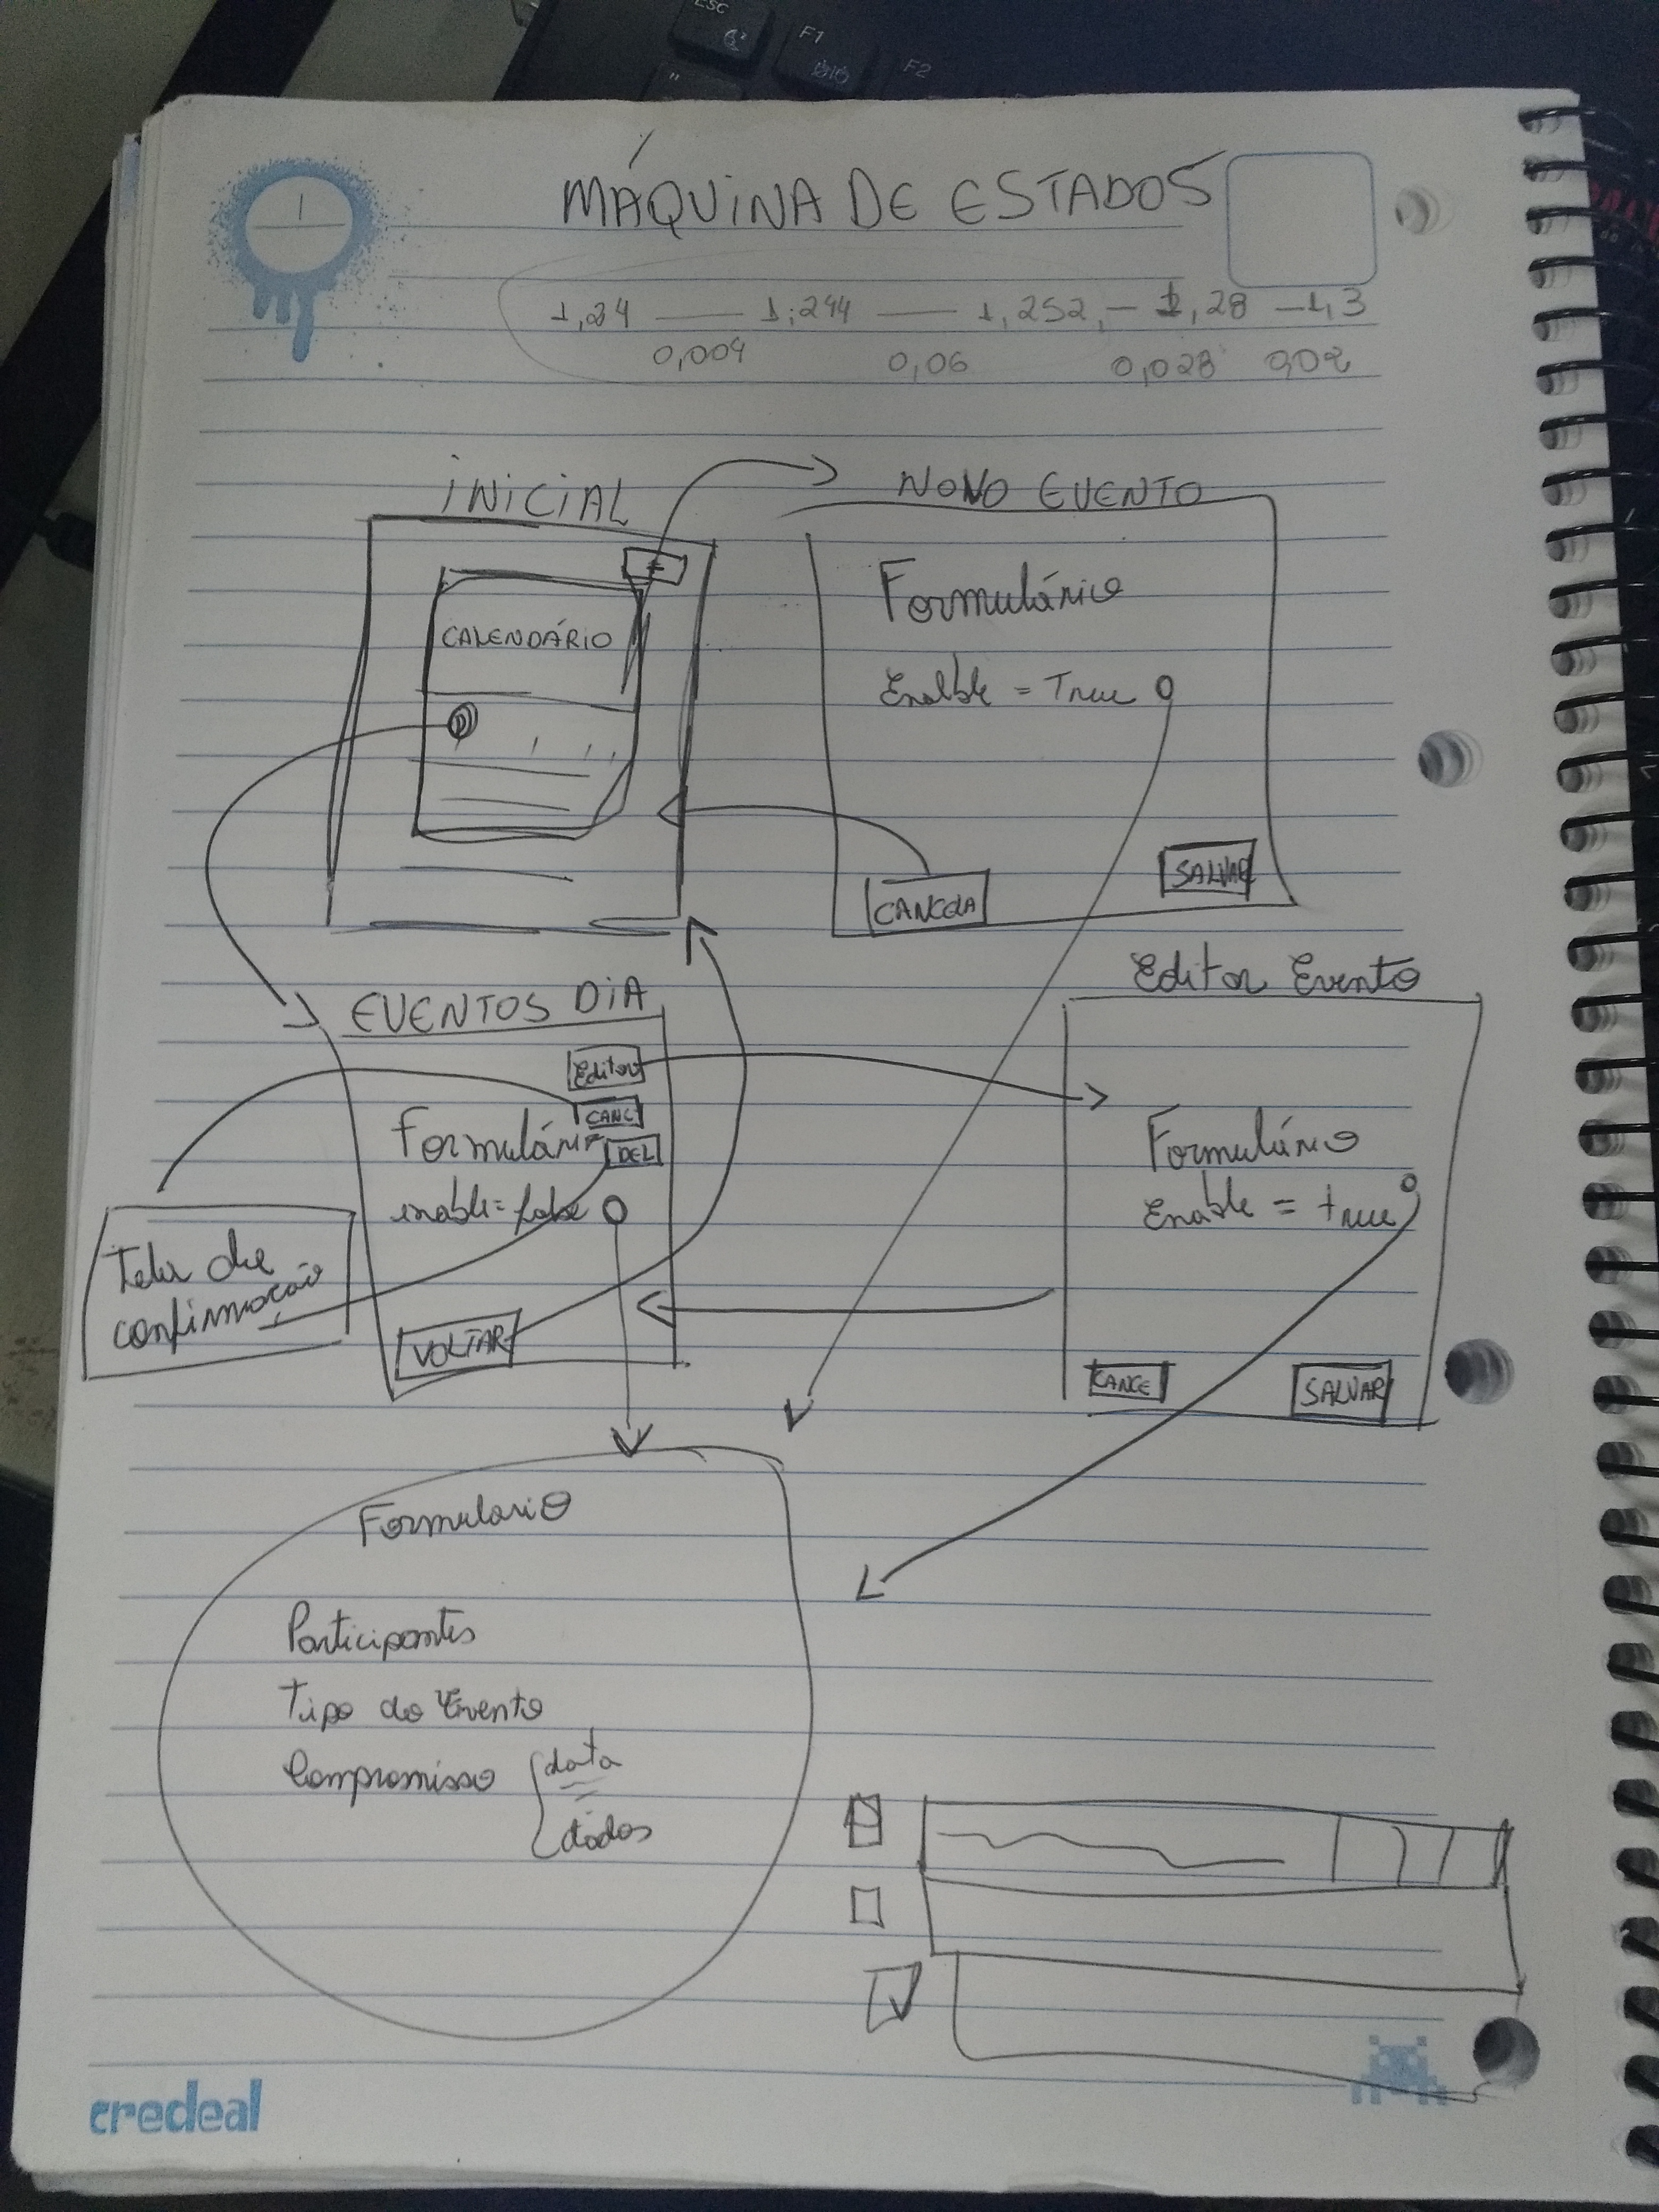 ESC
F1
F2
MÁQUINA DE ESTADOS
1,24 — 1,244 — 1,252, - 1,28 - 1,3
0,004 0,06 0,028 0,02
INICIAL
NOVO EVENTO
+
CALENDÁRIO
Formulário
Enable = True
CANCELA
SALVAR
EVENTOS DIA
Editar
CANC
DEL
Formulário
enable = false
VOLTAR
Tela de
confirmação
Editar Evento
Formulário
Enable = true
CANCE
SALVAR
Formulario
Participantes
Tipo do Evento
Compromisso { data
dados
credeal